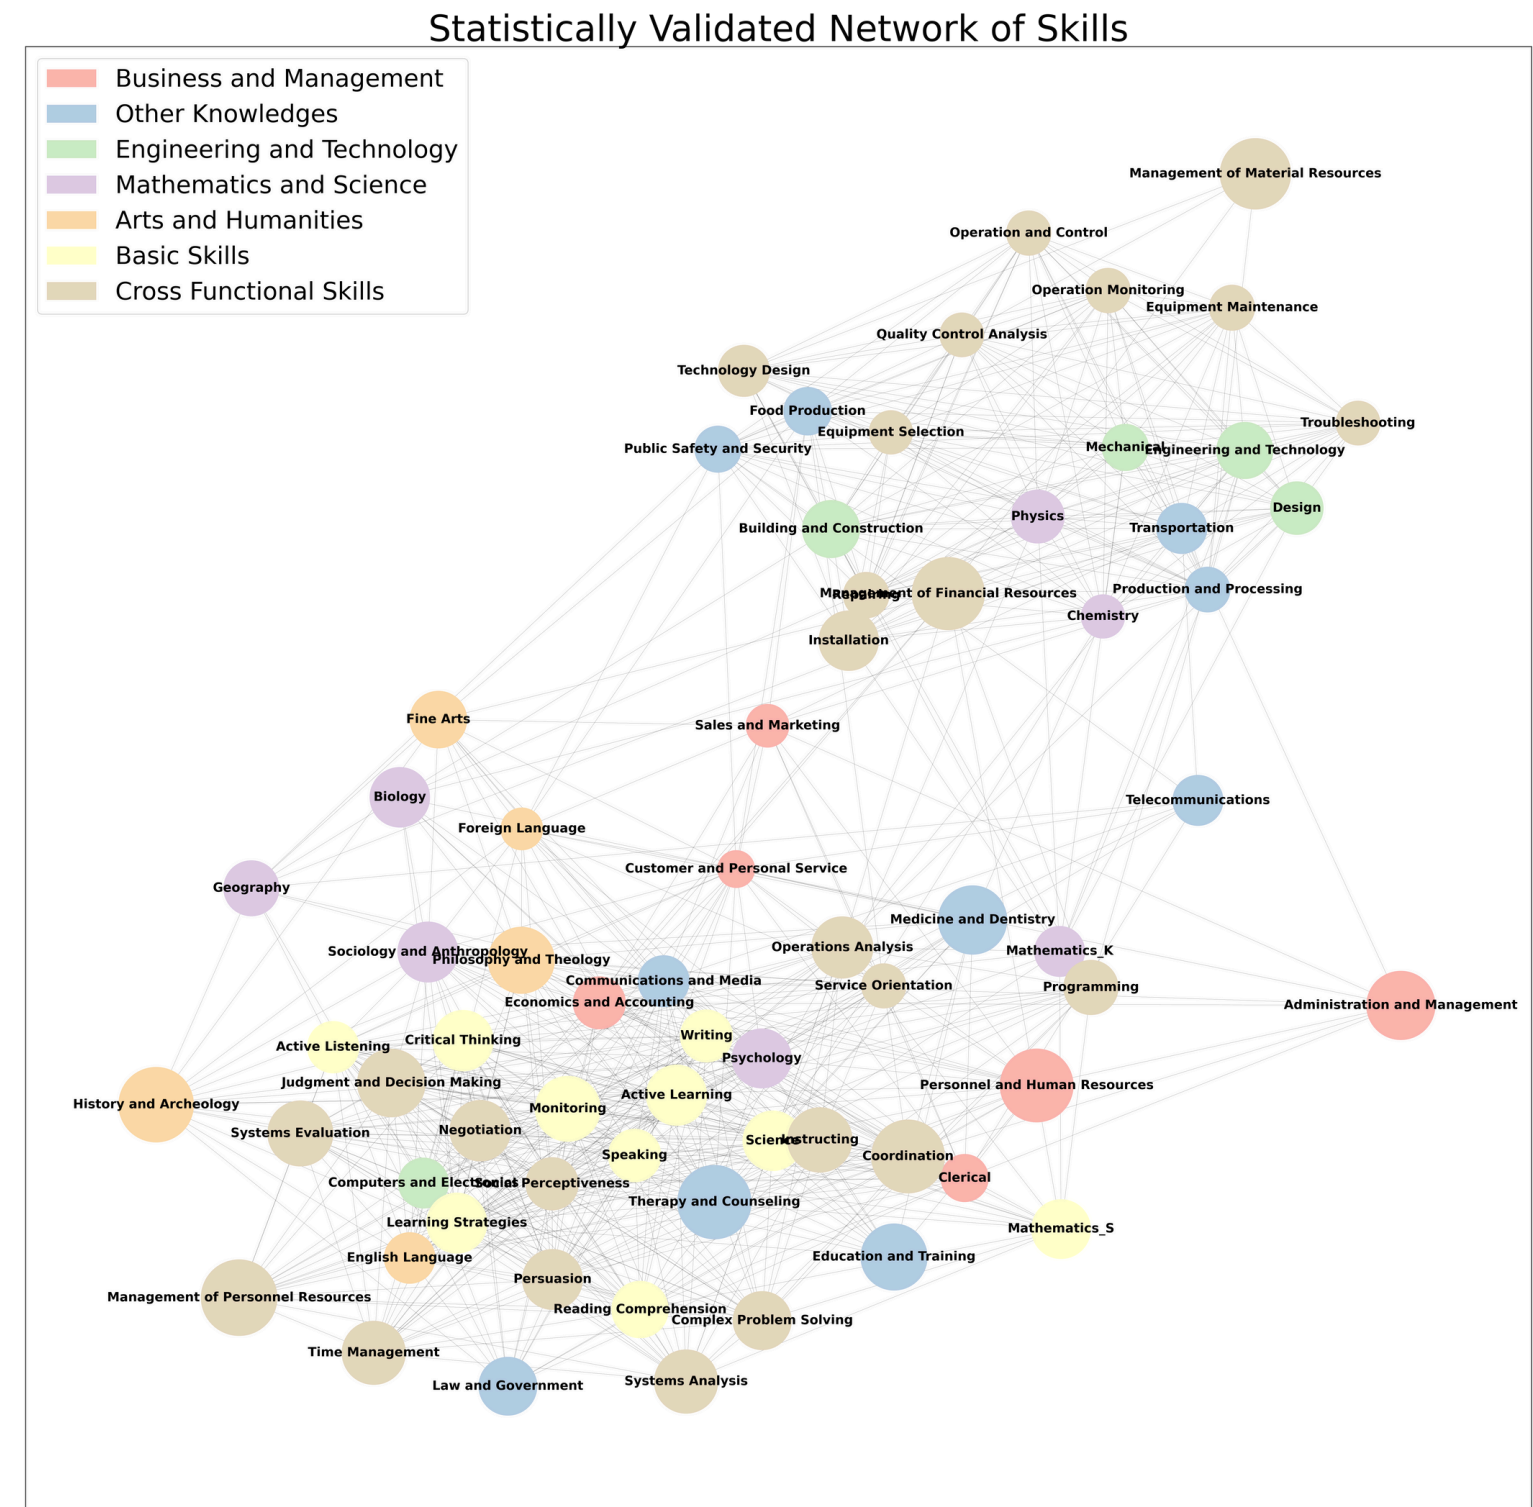 Statistically Validated Network of Skills
Business and Management
Other Knowledges
Engineering and Technology
Mathematics and Science
Arts and Humanities
Basic Skills
Cross Functional Skills
Management of Material Resources
Operation and Control
Operation Monitoring
Equipment Maintenance
Quality Control Analysis
Technology Design
Food Production
Troubleshooting
Equipment Selection
Public Safety and Security
Mechanical
Engineering and Technology
Design
Physics
Building and Construction
Transportation
Production and Processing
Management of Financial Resources
Repairing
Chemistry
Installation
Fine Arts
Sales and Marketing
Biology
Telecommunications
Foreign Language
Customer and Personal Service
Geography
Medicine and Dentistry
Operations Analysis
Sociology and Anthropology
Mathematics_K
Philosophy and Theology
Communications and Media
Service Orientation
Programming
Economics and Accounting
Administration and Management
Writing
Critical Thinking
Active Listening
Psychology
Judgment and Decision Making
Personnel and Human Resources
Active Learning
History and Archeology
Monitoring
Negotiation
Systems Evaluation
Science
Instructing
Speaking
Coordination
Clerical
Computers and Electronics
Social Perceptiveness
Therapy and Counseling
Learning Strategies
Mathematics_S
English Language
Education and Training
Persuasion
Management of Personnel Resources
Reading Comprehension
Complex Problem Solving
Time Management
Systems Analysis
Law and Government